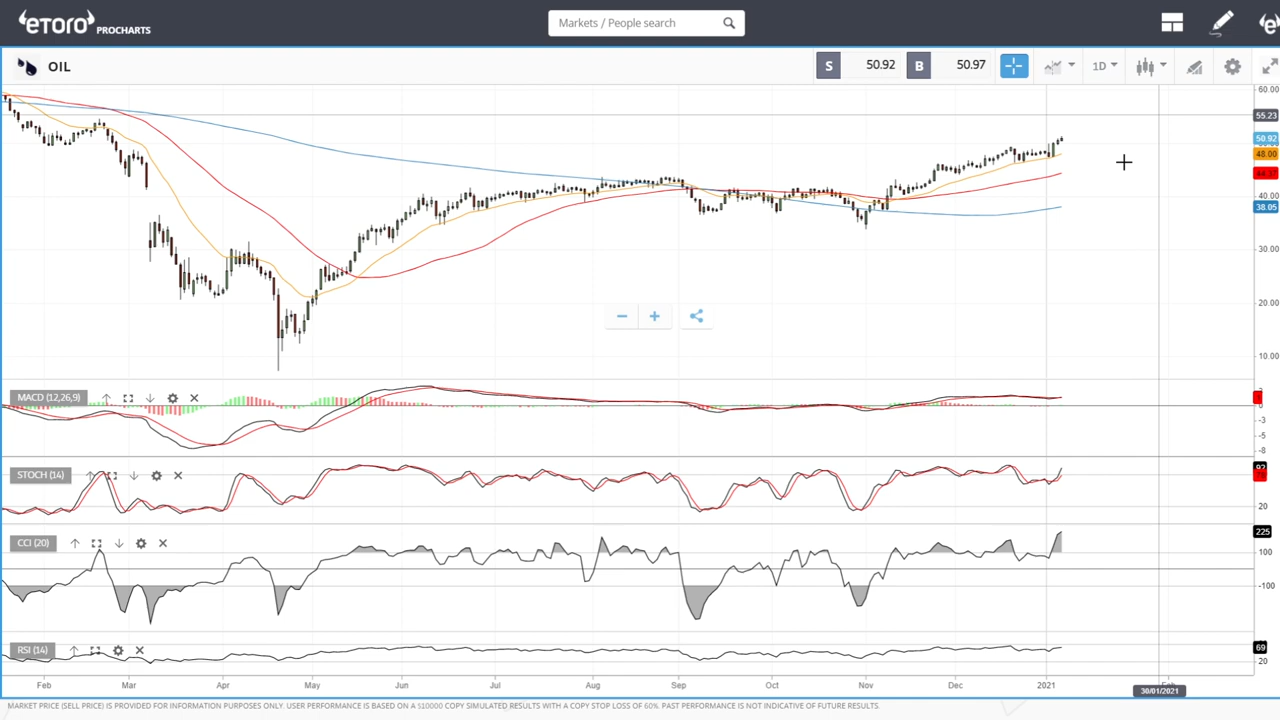 eToro PROCHARTS
Markets / People search
OIL
S 50.92 B 50.97 1D
60.00
55.23
50.92
48.00
44.37
40.00
38.05
30.00
20.00
10.00
MACD (12,26,9)
0
-3
-5
-8
STOCH (14)
92
20
CCI (20)
225
100
-100
RSI (14)
69
20
Feb Mar Apr May Jun Jul Aug Sep Oct Nov Dec 2021 Feb
30/01/2021
MARKET PRICE (SELL PRICE) IS PROVIDED FOR INFORMATION PURPOSES ONLY. USER PERFORMANCE IS BASED ON A $10000 COPY SIMULATED RESULTS WITH A COPY STOP LOSS OF 60%. PAST PERFORMANCE IS NOT INDICATIVE OF FUTURE RESULTS.